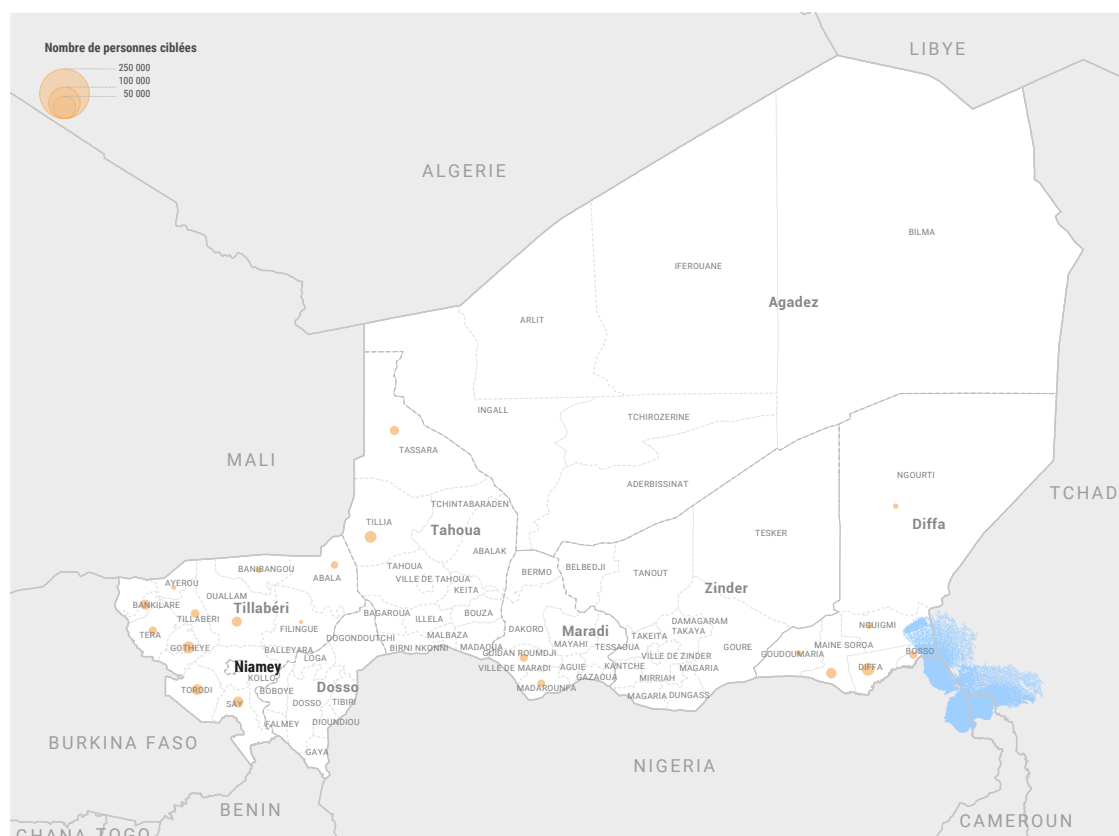 Nombre de personnes ciblées
250 000
100 000
50 000
LIBYE
ALGERIE
BILMA
IFEROUANE
Agadez
ARLIT
INGALL
TCHIROZERINE
TASSARA
MALI
NGOURTI
ADERBISSINAT
TCHAD
TCHINTABARADEN
TILLIA
Tahoua
Diffa
TESKER
ABALAK
BANIBANGOU
ABALA
TAHOUA
VILLE DE TAHOUA
BERMO
BELBEDJI
TANOUT
AYEROU
KEITA
Zinder
OUALLAM
BANKILARE
Tillabéri
TILLABERI
BAGAROUA
ILLELA
BOUZA
DAMAGARAM
TAKAYA
NGUIGMI
TERA
FILINGUE
DOGONDOUTCHI
MALBAZA
DAKORO
Maradi
TAKEITA
GOTHEYE
BALLEYARA
BIRNI NKONNI
MADAOUA
MAYAHI
TESSAOUA
GOURE
MAINE SOROA
BOSSO
LOGA
GUIDAN ROUMDJI
VILLE DE ZINDER
GOUDOUMARIA
Niamey
VILLE DE MARADI
AGUIE
KANTCHE
MAGARIA
DIFFA
KOLLO
GAZAOUA
MIRRIAH
TORODI
BOBOYE
Dosso
MADAROUNFA
MAGARIA
DUNGASS
SAY
DOSSO
TIBIRI
FALMEY
DIOUNDIOU
BURKINA FASO
GAYA
NIGERIA
BENIN
CAMEROUN
GHANA
TOGO